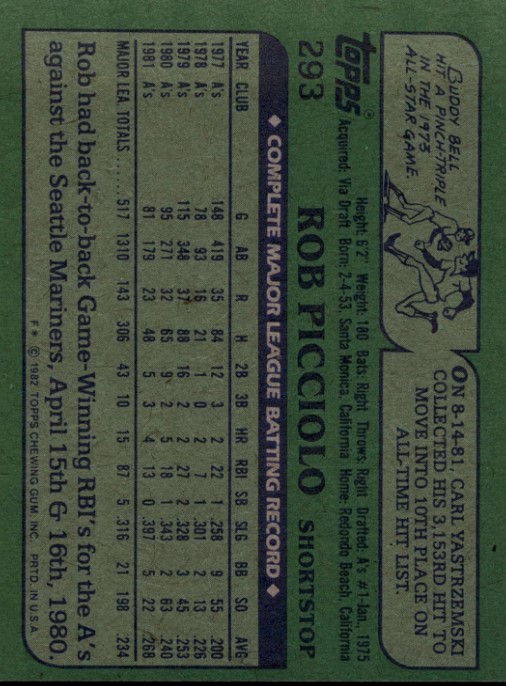 BUDDY BELL
HIT A PINCH-TRIPLE
IN THE 1973
ALL-STAR GAME.
ON 8-14-81, CARL YASTRZEMSKI
COLLECTED HIS 3,153RD HIT TO
MOVE INTO 10TH PLACE ON
ALL-TIME HIT LIST.
topps®
Height: 6'2" Weight: 180 Bats: Right Throws: Right Drafted: A's #1-Jan., 1975
Acquired: Via Draft Born: 2-4-53, Santa Monica, California Home: Redondo Beach, California
293 ROB PICCIOLO SHORTSTOP
◆ COMPLETE MAJOR LEAGUE BATTING RECORD ◆
YEAR CLUB G AB R H 2B 3B HR RBI SB SLG BB SO AVG
1977 A's 148 419 35 84 12 3 2 22 1 .258 9 55 .200
1978 A's 78 93 16 21 1 0 2 7 1 .301 2 13 .226
1979 A's 115 348 37 88 16 2 2 27 2 .328 3 45 .253
1980 A's 95 271 32 65 9 2 5 18 1 .343 2 63 .240
1981 A's 81 179 23 48 5 3 4 13 0 .397 5 22 .268
MAJOR LEA. TOTALS ...... 517 1310 143 306 43 10 15 87 5 .316 21 198 .234
Rob had back-to-back Game-Winning RBI's for the A's
against the Seattle Mariners, April 15th & 16th, 1980.
F* © 1982 TOPPS CHEWING GUM, INC. PRTD. IN U.S.A.